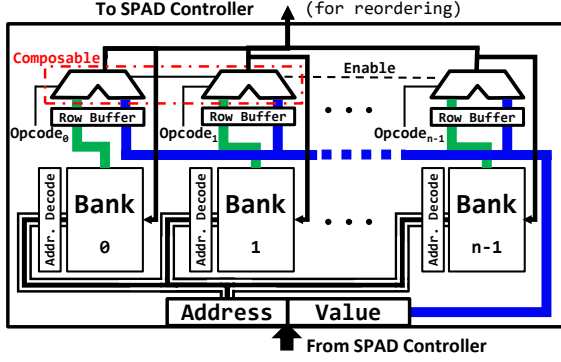 To SPAD Controller (for reordering)
Composable
Enable
Opcode0 Opcode1 Opcoden-1
Row Buffer Row Buffer Row Buffer
. . .
Addr. Decode Bank 0
Addr. Decode Bank 1
. . .
Addr. Decode Bank n-1
Address Value
From SPAD Controller